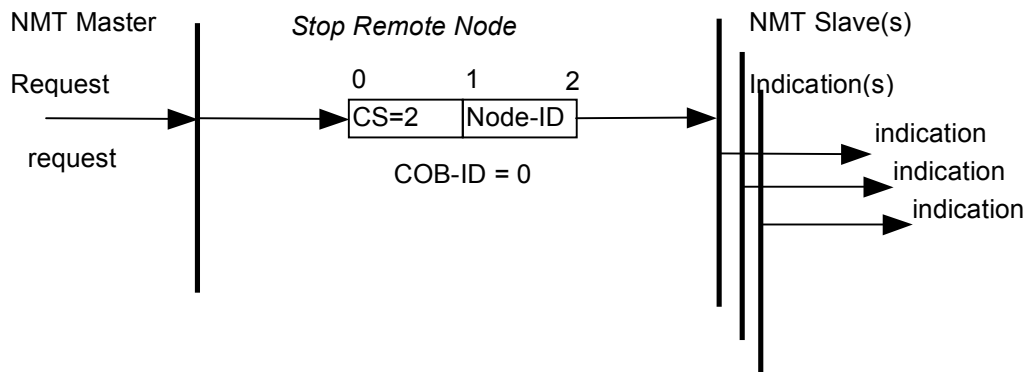 NMT Master
Stop Remote Node
NMT Slave(s)
Request
0 1 2
Indication(s)
CS=2 Node-ID
request
COB-ID = 0
indication
indication
indication